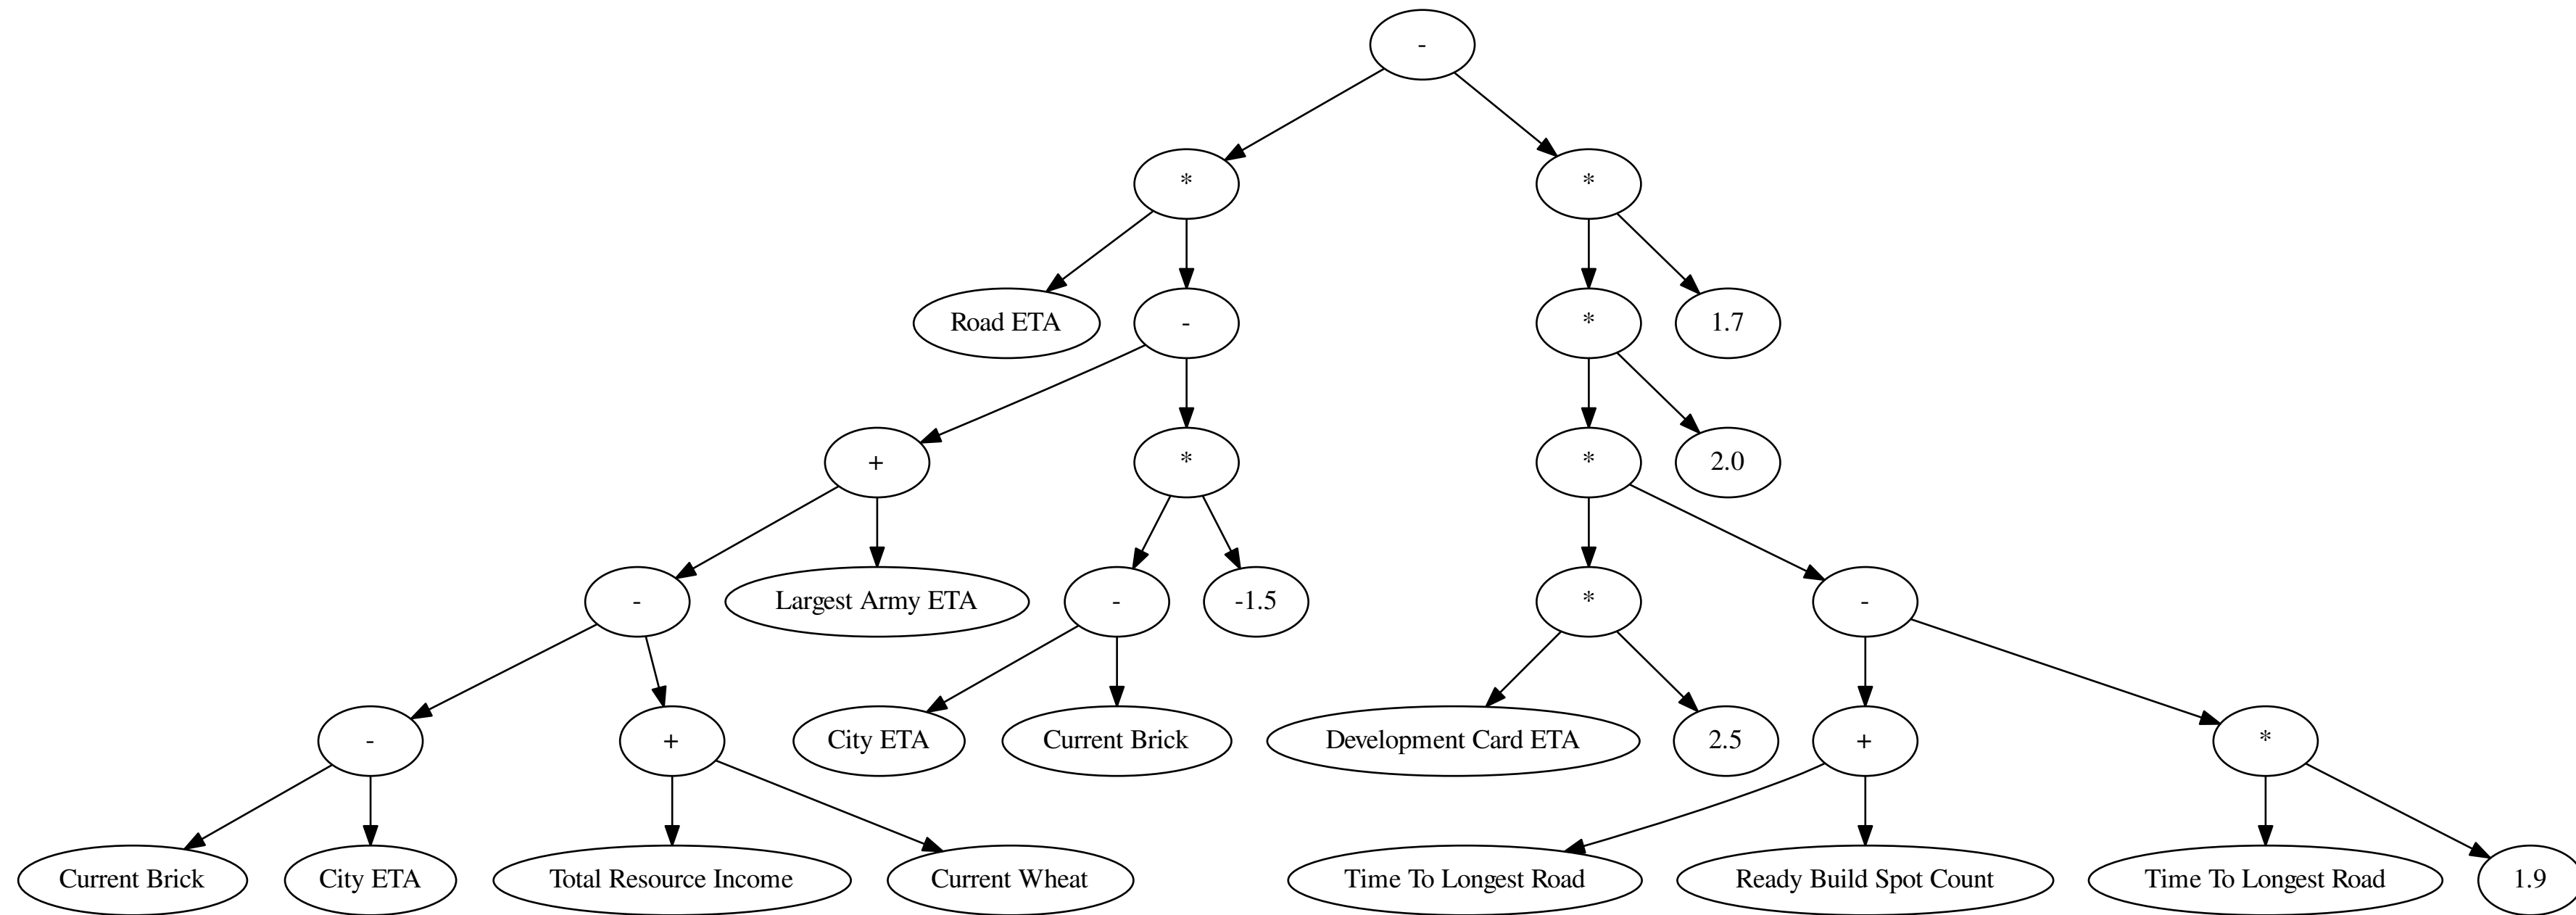 -
*
*
Road ETA
-
*
1.7
+
*
*
2.0
-
Largest Army ETA
-
-1.5
*
-
-
+
City ETA
Current Brick
Development Card ETA
2.5
+
*
Current Brick
City ETA
Total Resource Income
Current Wheat
Time To Longest Road
Ready Build Spot Count
Time To Longest Road
1.9